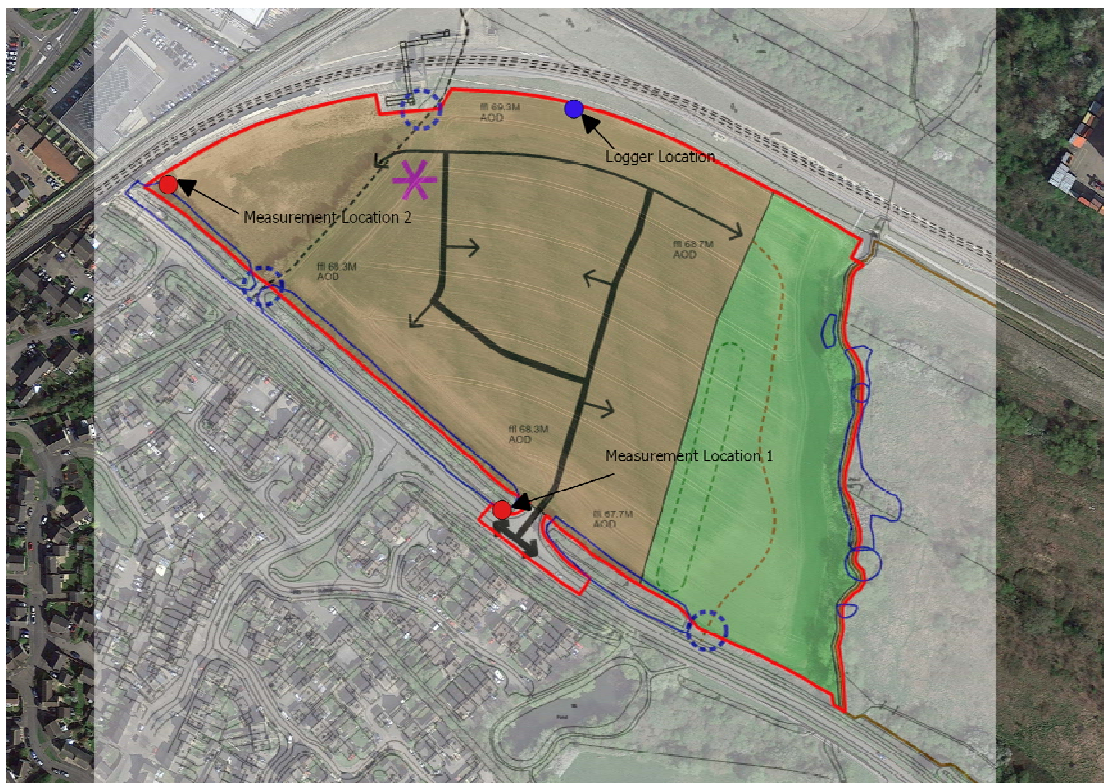 ffl 69.3M
AOD
Logger Location
Measurement Location 2
ffl 68.7M
AOD
ffl 68.3M
AOD
ffl 68.3M
AOD
Measurement Location 1
ffl 67.7M
AOD